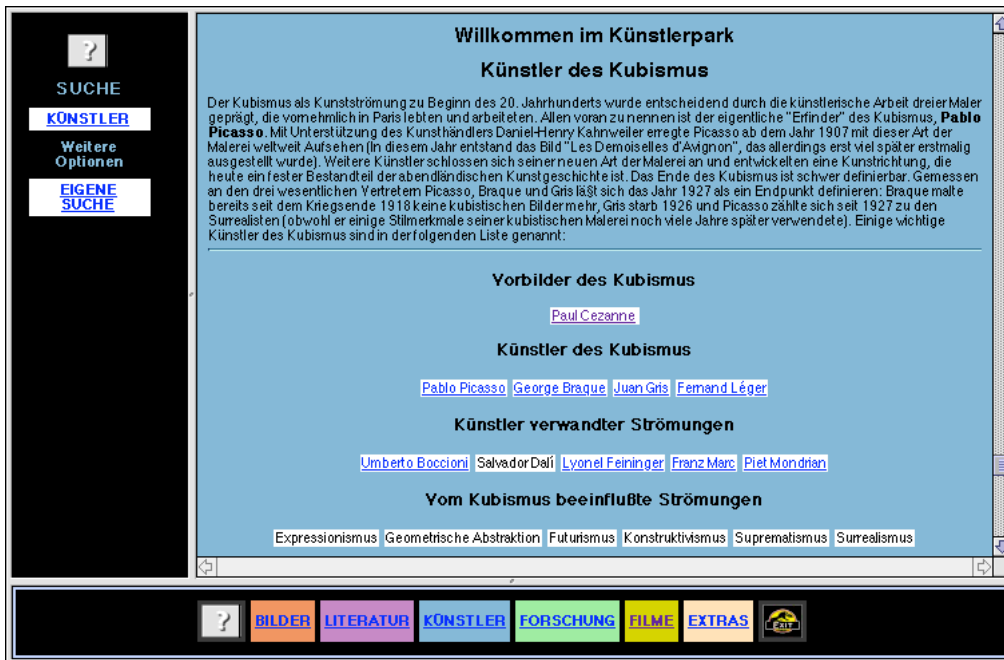 ?
SUCHE
KÜNSTLER
Weitere
Optionen
EIGENE
SUCHE
Willkommen im Künstlerpark
Künstler des Kubismus
Der Kubismus als Kunstströmung zu Beginn des 20. Jahrhunderts wurde entscheidend durch die künstlerische Arbeit dreier Maler
geprägt, die vornehmlich in Paris lebten und arbeiteten. Allen voran zu nennen ist der eigentliche "Erfinder" des Kubismus, Pablo
Picasso. Mit Unterstützung des Kunsthändlers Daniel-Henry Kahnweiler erregte Picasso ab dem Jahr 1907 mit dieser Art der
Malerei weltweit Aufsehen (In diesem Jahr entstand das Bild "Les Demoiselles d'Avignon", das allerdings erst viel später erstmalig
ausgestellt wurde). Weitere Künstler schlossen sich seiner neuen Art der Malerei an und entwickelten eine Kunstrichtung, die
heute ein fester Bestandteil der abendländischen Kunstgeschichte ist. Das Ende des Kubismus ist schwer definierbar. Gemessen
an den drei wesentlichen Vertretern Picasso, Braque und Gris läßt sich das Jahr 1927 als ein Endpunkt definieren: Braque malte
bereits seit dem Kriegsende 1918 keine kubistischen Bilder mehr, Gris starb 1926 und Picasso zählte sich seit 1927 zu den
Surrealisten (obwohl er einige Stilmerkmale seiner kubistischen Malerei noch viele Jahre später verwendete). Einige wichtige
Künstler des Kubismus sind in der folgenden Liste genannt:
Vorbilder des Kubismus
Paul Cezanne
Künstler des Kubismus
Pablo Picasso George Braque Juan Gris Fernand Léger
Künstler verwandter Strömungen
Umberto Boccioni Salvador Dalí Lyonel Feininger Franz Marc Piet Mondrian
Vom Kubismus beeinflußte Strömungen
Expressionismus Geometrische Abstraktion Futurismus Konstruktivismus Suprematismus Surrealismus
? BILDER LITERATUR KÜNSTLER FORSCHUNG FILME EXTRAS EXIT